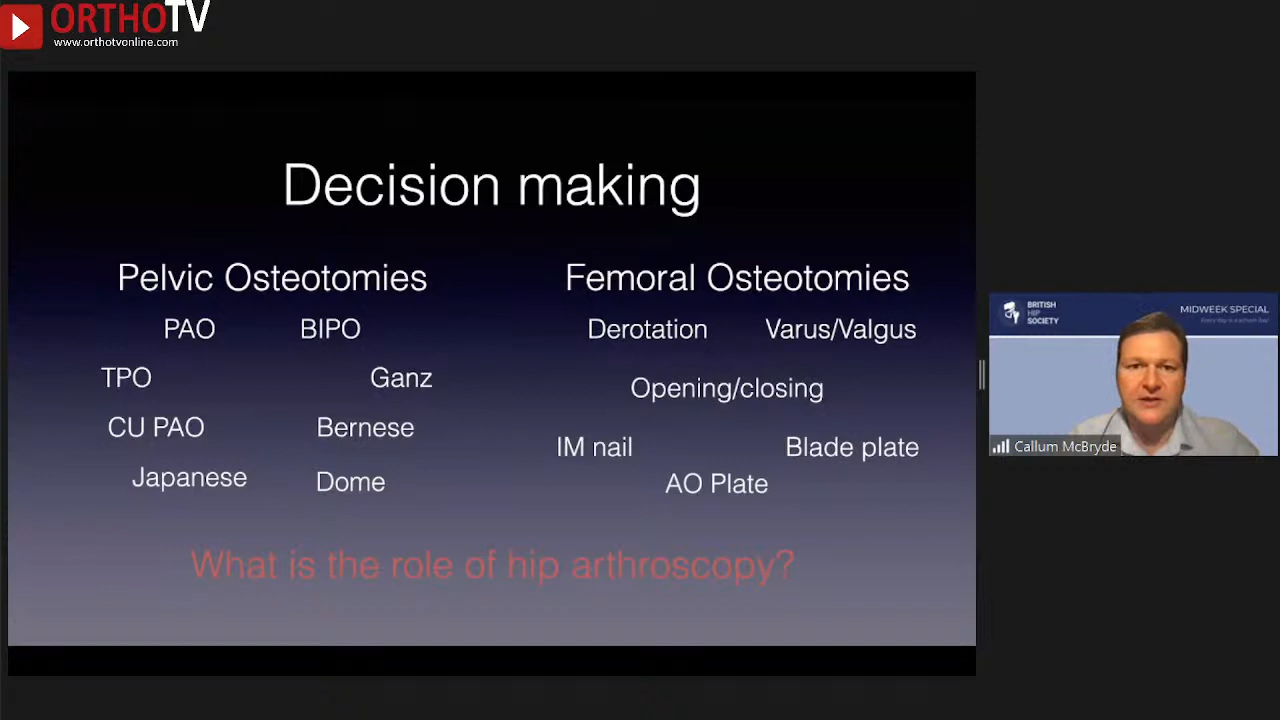 ORTHOTV
www.orthotvonline.com
Decision making
Pelvic Osteotomies
PAO BIPO
TPO Ganz
CU PAO Bernese
Japanese Dome
Femoral Osteotomies
Derotation Varus/Valgus
Opening/closing
IM nail Blade plate
AO Plate
What is the role of hip arthroscopy?
BRITISH
HIP
SOCIETY
MIDWEEK SPECIAL
Callum McBryde